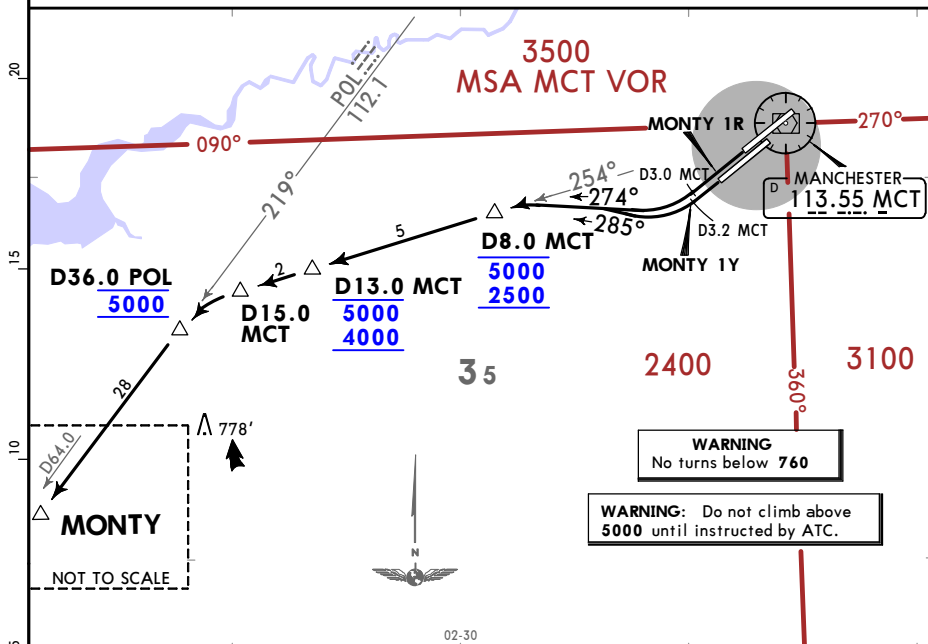 20
3500
MSA MCT VOR
POL
112.1
MONTY 1R
270°
090°
D3.0 MCT
254°
274°
285°
D3.2 MCT
D
MANCHESTER
113.55 MCT
219°
5
D8.0 MCT
5000
2500
MONTY 1Y
15
D36.0 POL
5000
2
D15.0
MCT
D13.0 MCT
5000
4000
35
2400
3100
360°
28
D64.0
778'
10
WARNING
No turns below 760
WARNING: Do not climb above
5000 until instructed by ATC.
MONTY
NOT TO SCALE
N
02-30